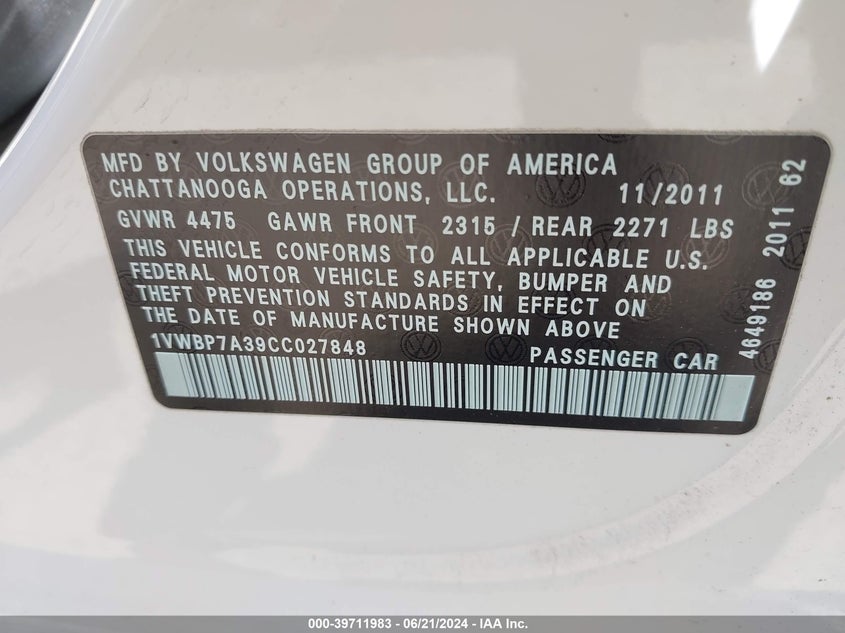 MFD BY VOLKSWAGEN GROUP OF AMERICA
CHATTANOOGA OPERATIONS, LLC. 11/2011
GVWR 4475 GAWR FRONT 2315 / REAR 2271 LBS
THIS VEHICLE CONFORMS TO ALL APPLICABLE U.S.
FEDERAL MOTOR VEHICLE SAFETY, BUMPER AND
THEFT PREVENTION STANDARDS IN EFFECT ON
THE DATE OF MANUFACTURE SHOWN ABOVE
1VWBP7A39CC027848 PASSENGER CAR
4649186 2011 62
000-39711983 / 06/21/2024 - IAA Inc.